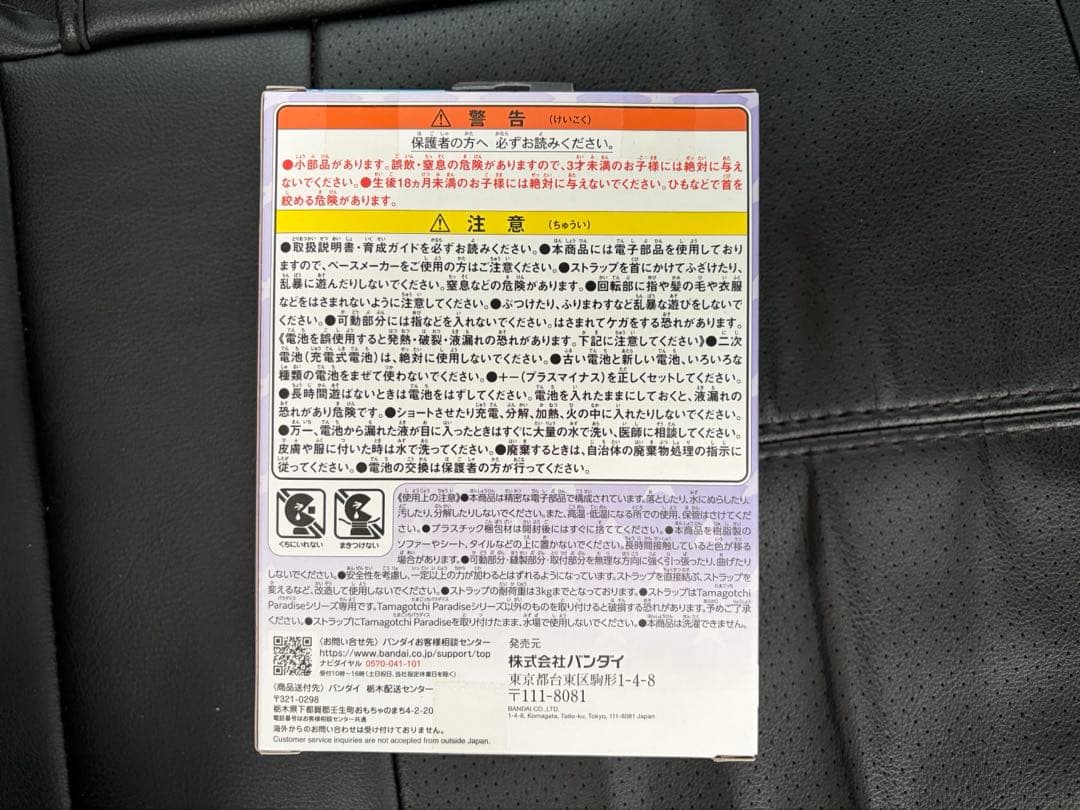 ⚠ 警告 (けいこく)
保護者の方へ 必ずお読みください。
●小部品があります。誤飲・窒息の危険がありますので、3才未満のお子様には絶対に与え
ないでください。●生後18ヵ月未満のお子様には絶対に与えないでください。ひもなどで首を
絞める危険があります。
⚠ 注意 (ちゅうい)
●取扱説明書・育成ガイドを必ずお読みください。●本商品には電子部品を使用しており
ますので、ペースメーカーをご使用の方はご注意ください。●ストラップを首にかけてふざけたり、
乱暴に遊んだりしないでください。窒息などの危険があります。●回転部に指や髪の毛や衣服
などをはさまれないように注意してください。●ぶつけたり、ふりまわすなど乱暴な遊びをしない
でください。●可動部分には指などを入れないでください。はさまれてケガをする恐れがあります。
《電池を誤使用すると発熱・破裂・液漏れの恐れがあります。下記に注意してください》●二次
電池(充電式電池)は、絶対に使用しないでください。●古い電池と新しい電池、いろいろな
種類の電池をまぜて使わないでください。●+−(プラスマイナス)を正しくセットしてください。
●長時間遊ばないときは電池をはずしてください。電池を入れたままにしておくと、液漏れの
恐れがあり危険です。●ショートさせたり充電、分解、加熱、火の中に入れたりしないでください。
●万一、電池から漏れた液が目に入ったときはすぐに大量の水で洗い、医師に相談してください。
皮膚や服に付いた時は水で洗ってください。●廃棄するときは、自治体の廃棄物処理の指示に
従ってください。●電池の交換は保護者の方が行ってください。
くちにいれない
まきつけない
《使用上の注意》●本商品は精密な電子部品で構成されています。落としたり、水にぬらしたり、
汚したり、分解したりしないでください。また、高温・低温になる所での使用、保管はさけてくだ
さい。●プラスチック梱包材は開封後にはすぐに捨ててください。●本商品を樹脂製の
ソファーやシート、タイルなどの上に置かないでください。長時間接触していると色が移る
場合があります。●可動部分・縫製部分・取付部分を無理な方向に強く引っ張ったり、曲げたり
しないでください。●安全性を考慮し、一定以上の力が加わるとはずれるようになっています。ストラップを直接結ぶ、ストラップを
変えるなど、改造して使用しないでください。●ストラップの耐荷重は3kgまでとなっております。●ストラップはTamagotchi
Paradiseシリーズ専用です。Tamagotchi Paradiseシリーズ以外のものを取り付けると破損する恐れがあります。予めご了承
ください。●ストラップにTamagotchi Paradiseを取り付けたまま、水場で使用しないでください。●本商品は洗濯できません。
〈お問い合せ先〉バンダイお客様相談センター
https://www.bandai.co.jp/support/top
ナビダイヤル 0570-041-101
受付10時〜16時(土日祝日、当社指定休業日を除く)
〈商品送付先〉バンダイ 栃木配送センター
〒321-0298
栃木県下都賀郡壬生町おもちゃのまち4-2-20
電話番号はお客様相談センター共通
海外からのお問い合わせは受け付けておりません。
Customer service inquiries are not accepted from outside Japan.
発売元
株式会社バンダイ
東京都台東区駒形1-4-8
〒111-8081
BANDAI CO.,LTD.
1-4-8, Komagata, Taito-ku, Tokyo, 111-8081 Japan